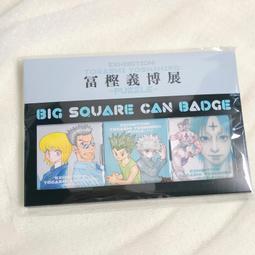 EXHIBITION
TOGASHI YOSHIHIRO
冨樫義博展
-PUZZLE-
BIG SQUARE CAN BADGE